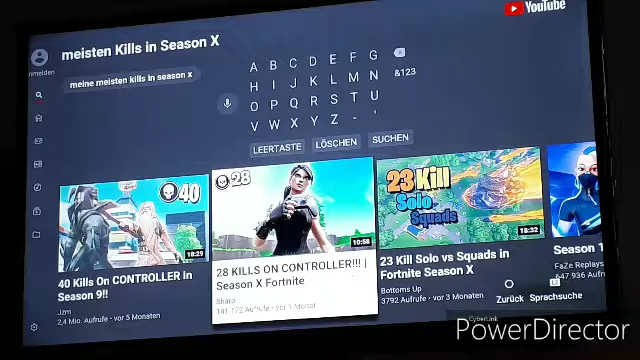 YouTube
meisten Kills in Season X
meine meisten kills in season x
A B C D E F G
&123
H I J K L M N
O P Q R S T U
V W X Y Z - '
LEERTASTE LÖSCHEN SUCHEN
40
18:29
40 Kills On CONTROLLER In
Season 9!!
Jzm
2,4 Mio. Aufrufe · vor 5 Monaten
28
10:58
28 KILLS ON CONTROLLER!!! |
Season X Fortnite
Sharp
141.172 Aufrufe · vor 1 Monat
23 Kill
Solo
Squads
18:32
23 Kill Solo vs Squads in
Fortnite Season X
Bottoms Up
3792 Aufrufe · vor 3 Monaten
Season 1
FaZe Replays
647.936 Aufrufe
Zurück Sprachsuche
CyberLink
PowerDirector